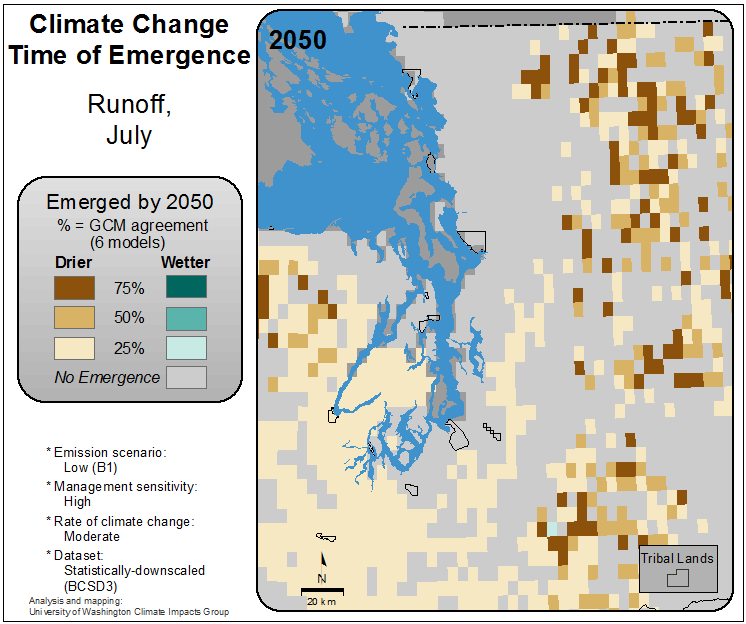 Climate Change
Time of Emergence
Runoff,
July
Emerged by 2050
% = GCM agreement
(6 models)
Drier Wetter
75%
50%
25%
No Emergence
* Emission scenario:
Low (B1)
* Management sensitivity:
High
* Rate of climate change:
Moderate
* Dataset:
Statistically-downscaled
(BCSD3)
Analysis and mapping:
University of Washington Climate Impacts Group
2050
N
20 km
Tribal Lands